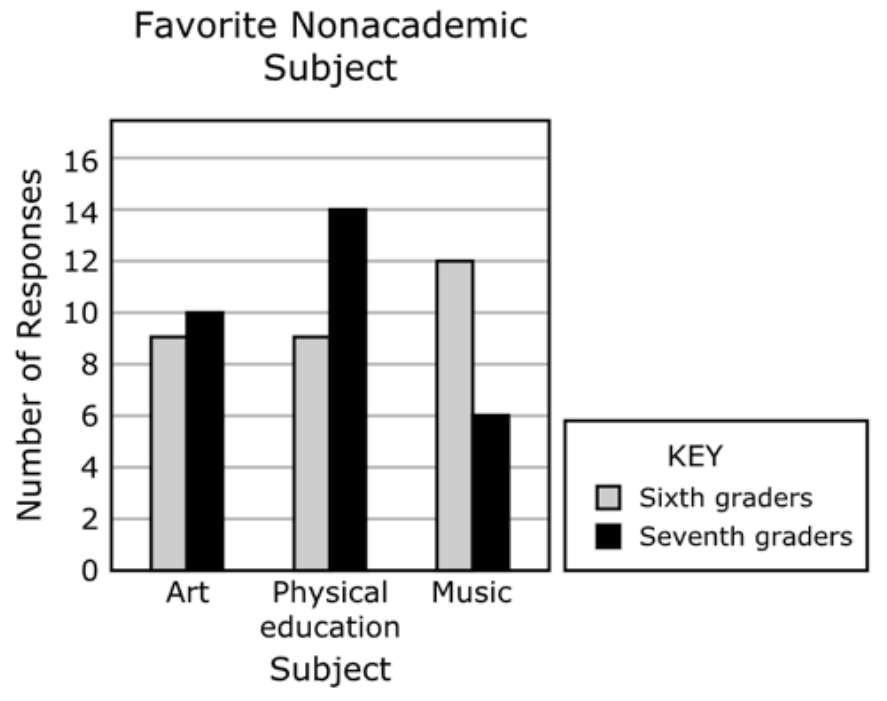 Favorite Nonacademic
Subject
Number of Responses
16
14
12
10
8
6
4
2
0
Art
Physical
education
Music
Subject
KEY
Sixth graders
Seventh graders